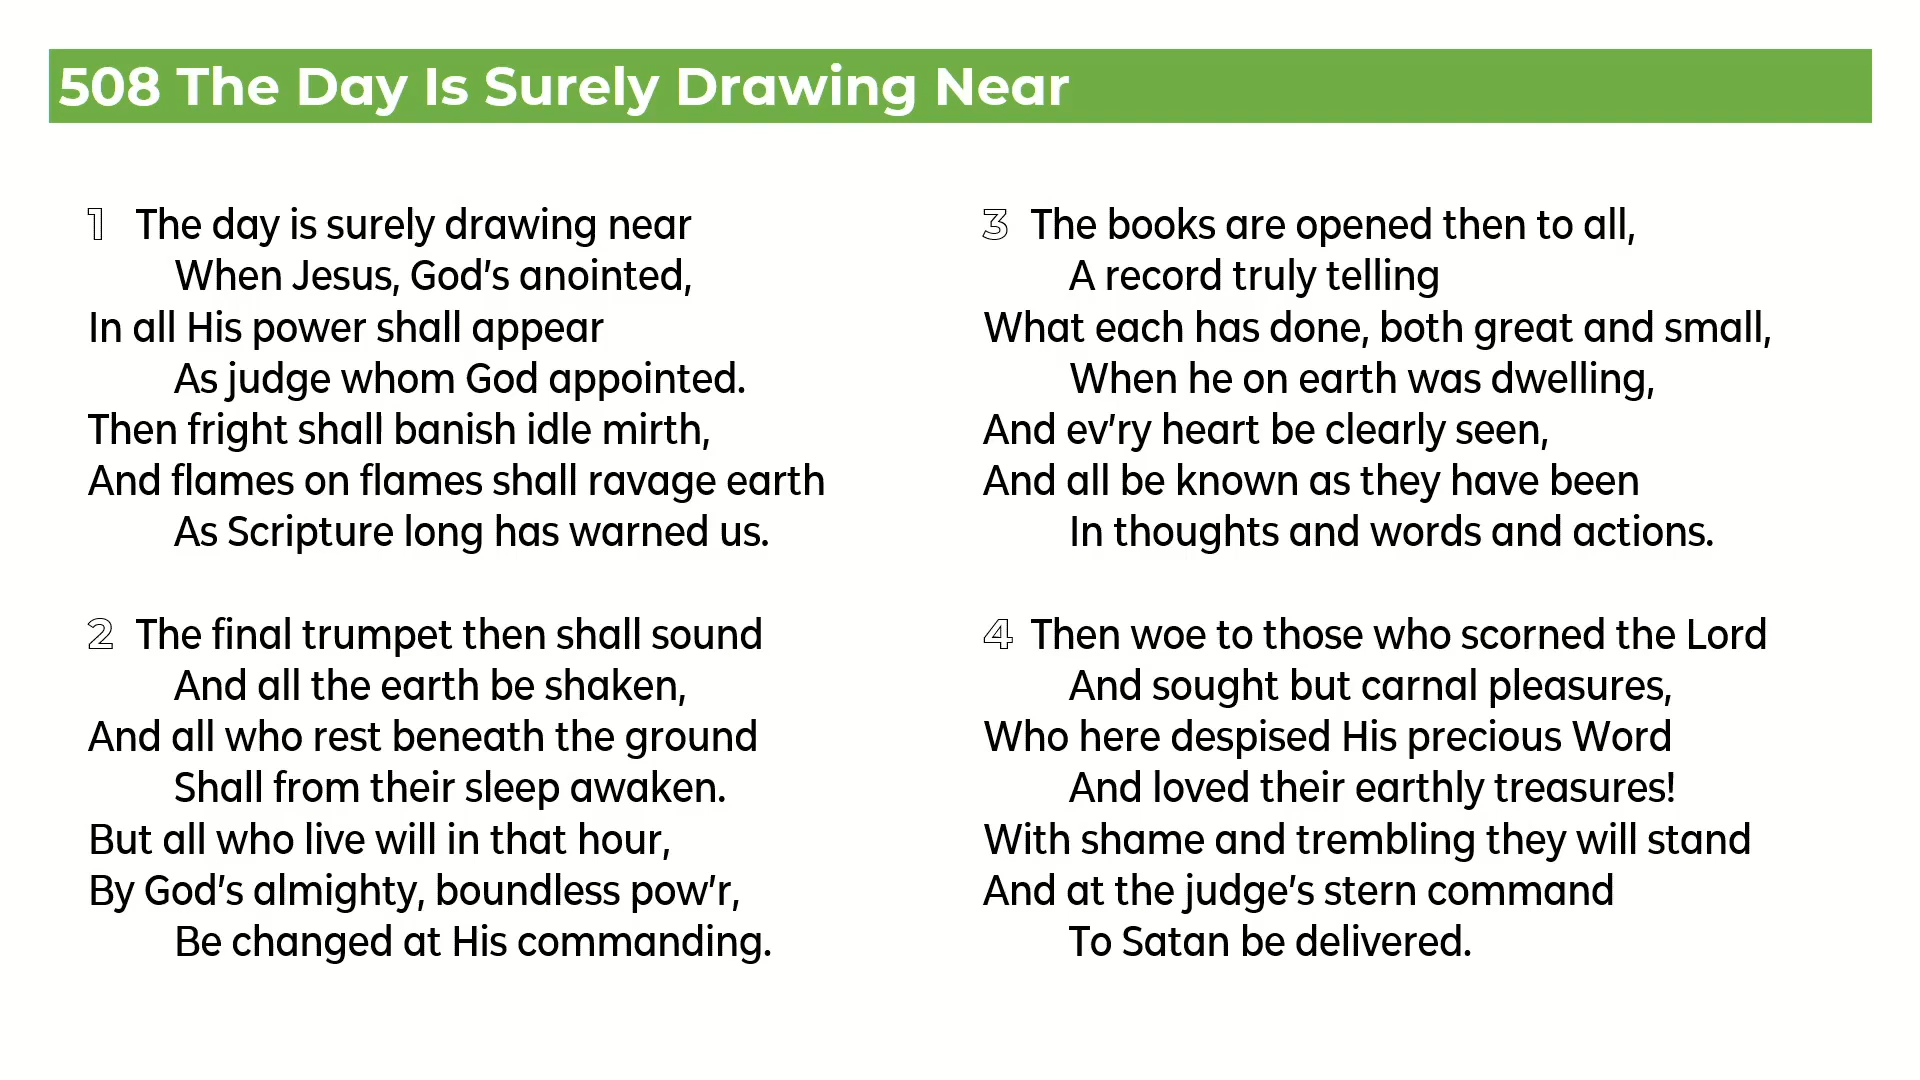 508 The Day Is Surely Drawing Near
1 The day is surely drawing near
When Jesus, God's anointed,
In all His power shall appear
As judge whom God appointed.
Then fright shall banish idle mirth,
And flames on flames shall ravage earth
As Scripture long has warned us.
2 The final trumpet then shall sound
And all the earth be shaken,
And all who rest beneath the ground
Shall from their sleep awaken.
But all who live will in that hour,
By God's almighty, boundless pow'r,
Be changed at His commanding.
3 The books are opened then to all,
A record truly telling
What each has done, both great and small,
When he on earth was dwelling,
And ev'ry heart be clearly seen,
And all be known as they have been
In thoughts and words and actions.
4 Then woe to those who scorned the Lord
And sought but carnal pleasures,
Who here despised His precious Word
And loved their earthly treasures!
With shame and trembling they will stand
And at the judge's stern command
To Satan be delivered.